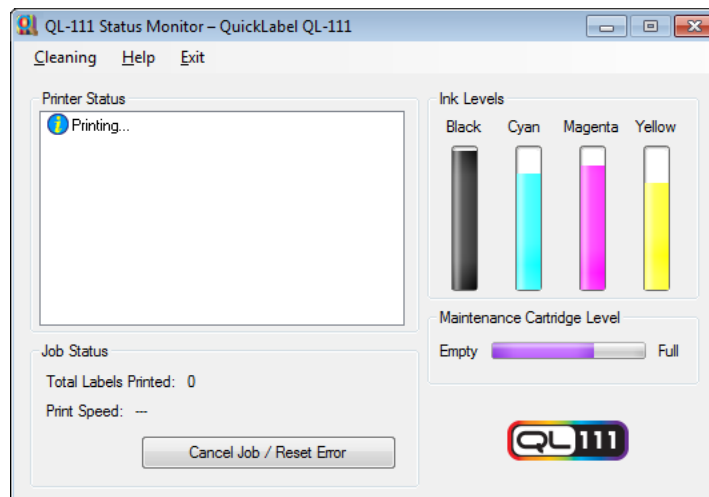 QL-111 Status Monitor – QuickLabel QL-111
Cleaning Help Exit
Printer Status
Printing...
Ink Levels
Black Cyan Magenta Yellow
Maintenance Cartridge Level
Empty Full
Job Status
Total Labels Printed: 0
Print Speed: ---
Cancel Job / Reset Error
QL111